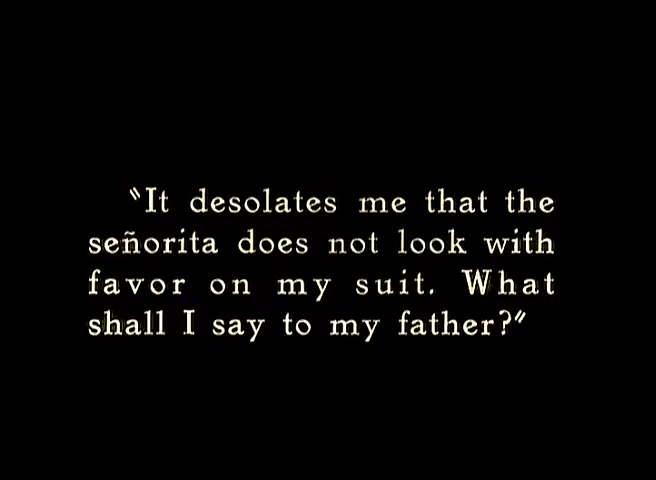 "It desolates me that the
señorita does not look with
favor on my suit. What
shall I say to my father?"